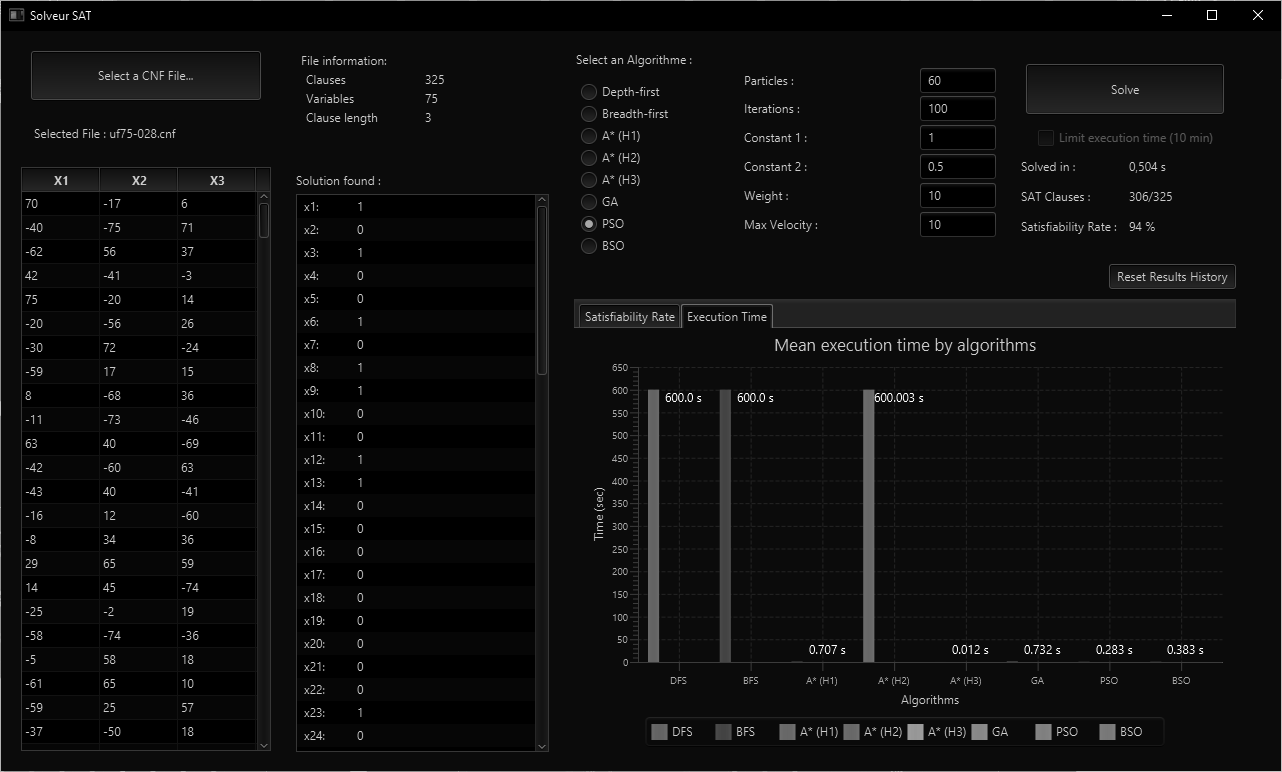 Solveur SAT
Select a CNF File...
Selected File : uf75-028.cnf
File information:
Clauses 325
Variables 75
Clause length 3
X1 X2 X3
70 -17 6
-40 -75 71
-62 56 37
42 -41 -3
75 -20 14
-20 -56 26
-30 72 -24
-59 17 15
8 -68 36
-11 -73 -46
63 40 -69
-42 -60 63
-43 40 -41
-16 12 -60
-8 34 36
29 65 59
14 45 -74
-25 -2 19
-58 -74 -36
-5 58 18
-61 65 10
-59 25 57
-37 -50 18
Solution found :
x1: 1
x2: 0
x3: 1
x4: 0
x5: 0
x6: 1
x7: 0
x8: 1
x9: 1
x10: 0
x11: 0
x12: 1
x13: 1
x14: 0
x15: 0
x16: 0
x17: 0
x18: 0
x19: 0
x20: 0
x21: 0
x22: 0
x23: 1
x24: 0
Select an Algorithme :
Depth-first
Breadth-first
A* (H1)
A* (H2)
A* (H3)
GA
PSO
BSO
Particles : 60
Iterations : 100
Constant 1 : 1
Constant 2 : 0.5
Weight : 10
Max Velocity : 10
Solve
Limit execution time (10 min)
Solved in : 0,504 s
SAT Clauses : 306/325
Satisfiability Rate : 94 %
Reset Results History
Satisfiability Rate Execution Time
Mean execution time by algorithms
Time (sec)
650
600
550
500
450
400
350
300
250
200
150
100
50
0
600.0 s 600.0 s 0.707 s 600.003 s 0.012 s 0.732 s 0.283 s 0.383 s
DFS BFS A* (H1) A* (H2) A* (H3) GA PSO BSO
Algorithms
DFS BFS A* (H1) A* (H2) A* (H3) GA PSO BSO